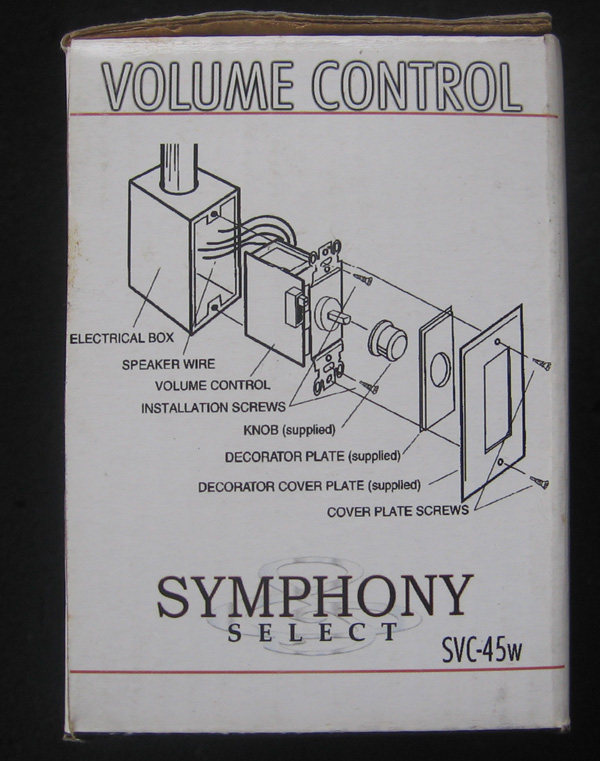 VOLUME CONTROL
ELECTRICAL BOX
SPEAKER WIRE
VOLUME CONTROL
INSTALLATION SCREWS
KNOB (supplied)
DECORATOR PLATE (supplied)
DECORATOR COVER PLATE (supplied)
COVER PLATE SCREWS
SYMPHONY
SELECT
SVC-45w